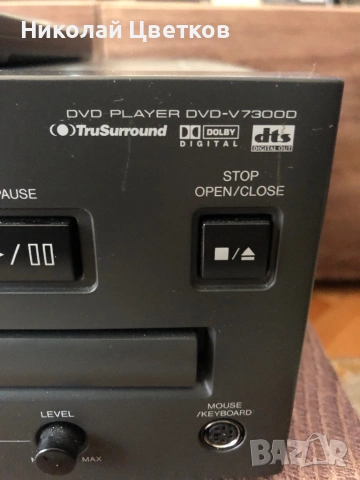 Николай Цветков
DVD PLAYER DVD-V7300D
TruSurround
DOLBY
DIGITAL
dts
DIGITAL OUT
STOP
OPEN/CLOSE
PAUSE
LEVEL
MAX
MOUSE
/KEYBOARD
BAZAR